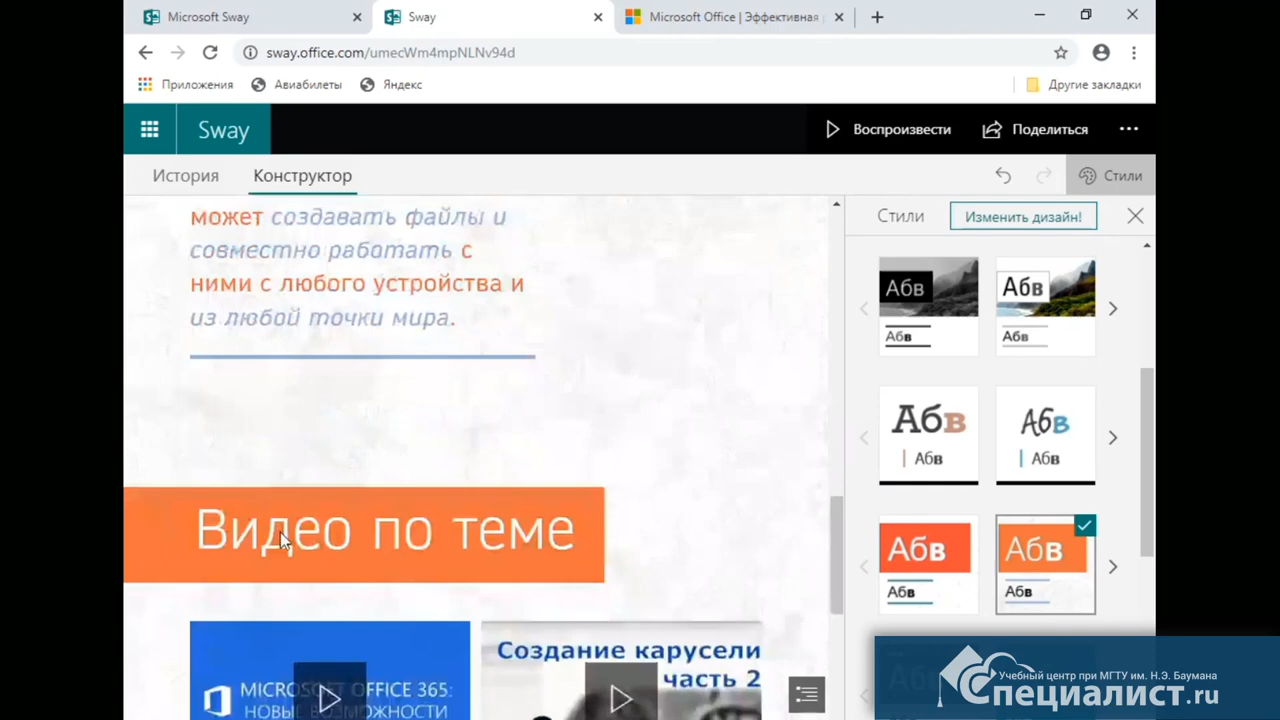 Microsoft Sway
Sway
Microsoft Office | Эффективная
sway.office.com/umecWm4mpNLNv94d
Приложения
Авиабилеты
Яндекс
Другие закладки
Sway
Воспроизвести
Поделиться
История
Конструктор
Стили
может создавать файлы и
совместно работать с
ними с любого устройства и
из любой точки мира.
Видео по теме
MICROSOFT OFFICE 365:
НОВЫЕ ВОЗМОЖНОСТИ
Создание карусели
часть 2
Стили
Изменить дизайн!
Абв
Абв
Абв
Абв
Абв
Абв
Абв
Абв
Абв
Абв
Абв
Абв
Учебный центр при МГТУ им. Н.Э. Баумана
Специалист.ru